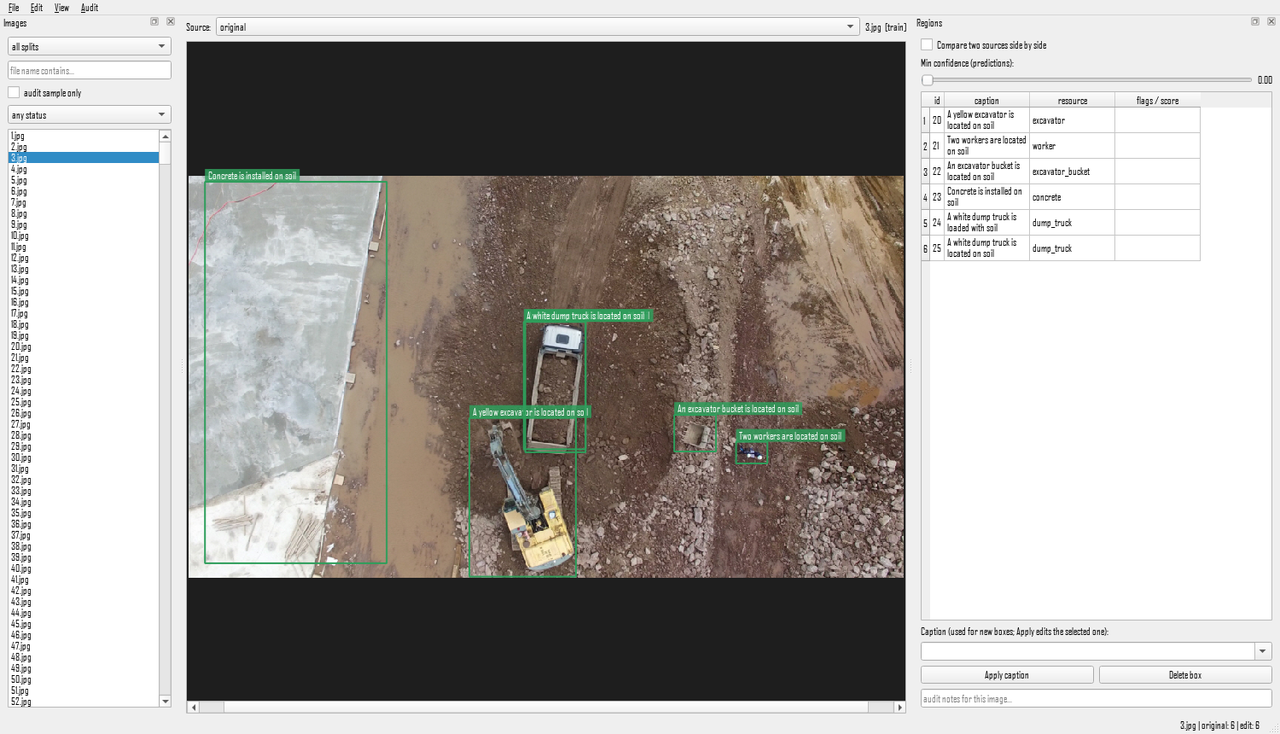 File Edit View Audit
Images
all splits
file name contains...
audit sample only
any status
1.jpg
2.jpg
3.jpg
4.jpg
5.jpg
6.jpg
7.jpg
8.jpg
9.jpg
10.jpg
11.jpg
12.jpg
13.jpg
14.jpg
15.jpg
16.jpg
17.jpg
18.jpg
19.jpg
20.jpg
21.jpg
22.jpg
23.jpg
24.jpg
25.jpg
26.jpg
27.jpg
28.jpg
29.jpg
30.jpg
31.jpg
32.jpg
33.jpg
34.jpg
35.jpg
36.jpg
37.jpg
38.jpg
39.jpg
40.jpg
41.jpg
42.jpg
43.jpg
44.jpg
45.jpg
46.jpg
47.jpg
48.jpg
49.jpg
50.jpg
51.jpg
52.jpg
Source: original 3.jpg [train]
Concrete is installed on soil
A white dump truck is located on soil
A yellow excavator is located on soil
An excavator bucket is located on soil
Two workers are located on soil
Regions
Compare two sources side by side
Min confidence (predictions):
0.00
id caption resource flags / score
1 20 A yellow excavator is located on soil excavator
2 21 Two workers are located on soil worker
3 22 An excavator bucket is located on soil excavator_bucket
4 23 Concrete is installed on soil concrete
5 24 A white dump truck is loaded with soil dump_truck
6 25 A white dump truck is located on soil dump_truck
Caption (used for new boxes; Apply edits the selected one):
Apply caption Delete box
audit notes for this image...
3.jpg | original: 6 | edit: 6